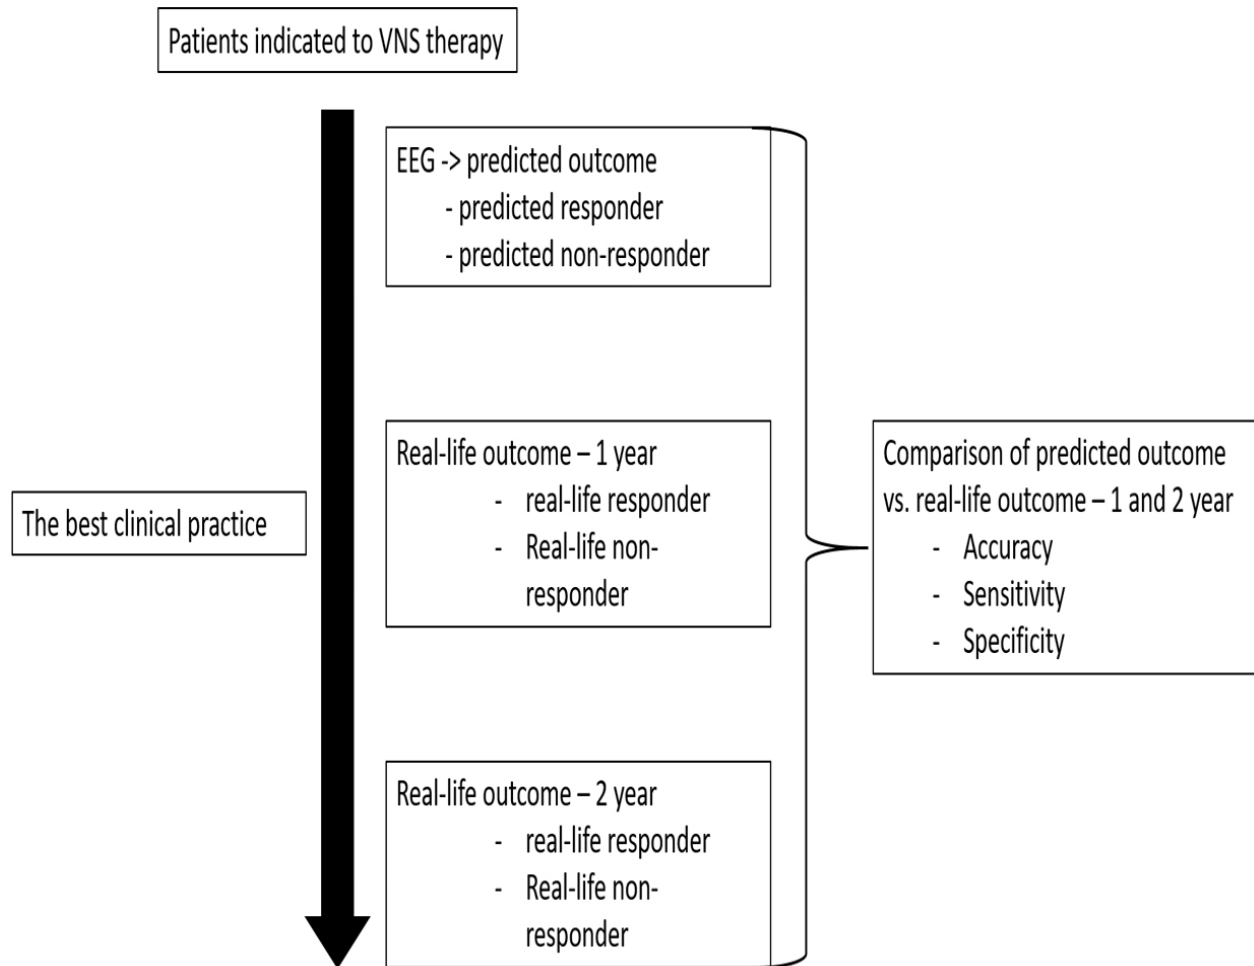 Patients indicated to VNS therapy
EEG -> predicted outcome
- predicted responder
- predicted non-responder
Real-life outcome – 1 year
- real-life responder
- Real-life non-
responder
The best clinical practice
Comparison of predicted outcome
vs. real-life outcome – 1 and 2 year
- Accuracy
- Sensitivity
- Specificity
Real-life outcome – 2 year
- real-life responder
- Real-life non-
responder